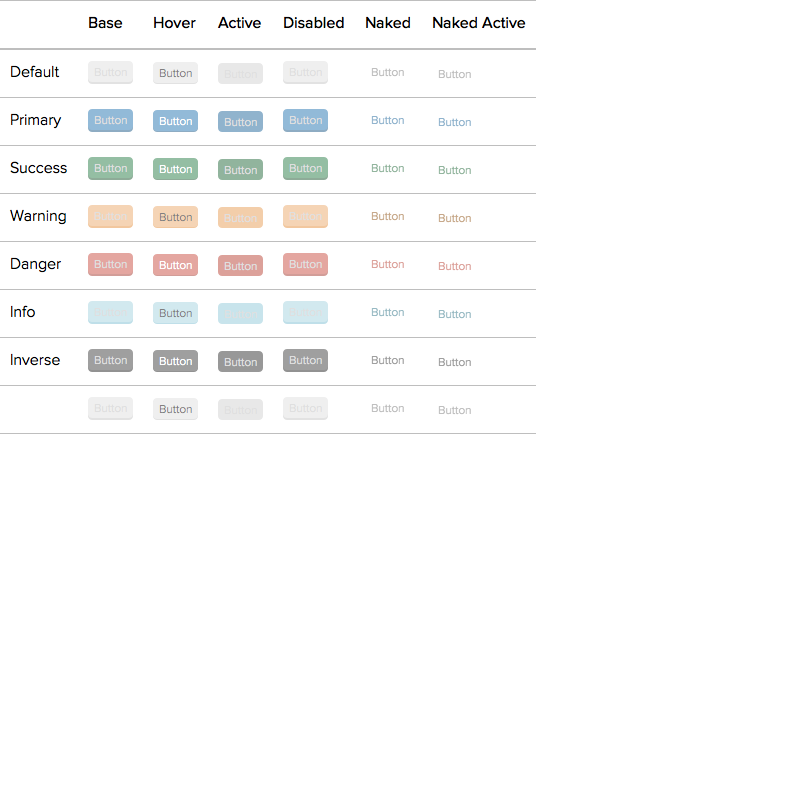 Base Hover Active Disabled Naked Naked Active
Default Button Button Button Button Button Button
Primary Button Button Button Button Button Button
Success Button Button Button Button Button Button
Warning Button Button Button Button Button Button
Danger Button Button Button Button Button Button
Info Button Button Button Button Button Button
Inverse Button Button Button Button Button Button
Button Button Button Button Button Button